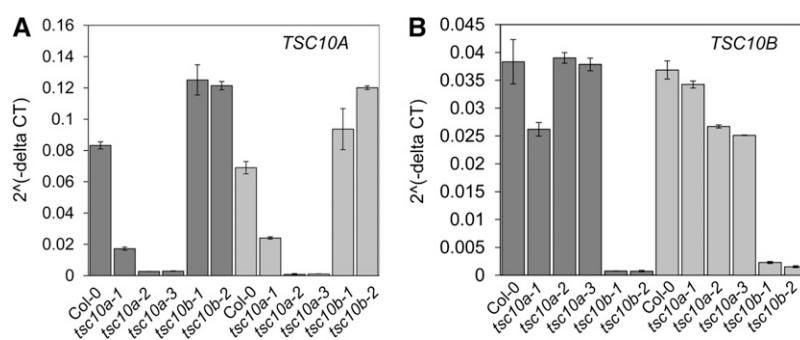 A
TSC10A
2^(-delta CT)
0.16
0.14
0.12
0.1
0.08
0.06
0.04
0.02
0
Col-0
tsc10a-1
tsc10a-2
tsc10a-3
tsc10b-1
tsc10b-2
Col-0
tsc10a-1
tsc10a-2
tsc10a-3
tsc10b-1
tsc10b-2
B
TSC10B
2^(-delta CT)
0.045
0.04
0.035
0.03
0.025
0.02
0.015
0.01
0.005
0
Col-0
tsc10a-1
tsc10a-2
tsc10a-3
tsc10b-1
tsc10b-2
Col-0
tsc10a-1
tsc10a-2
tsc10a-3
tsc10b-1
tsc10b-2